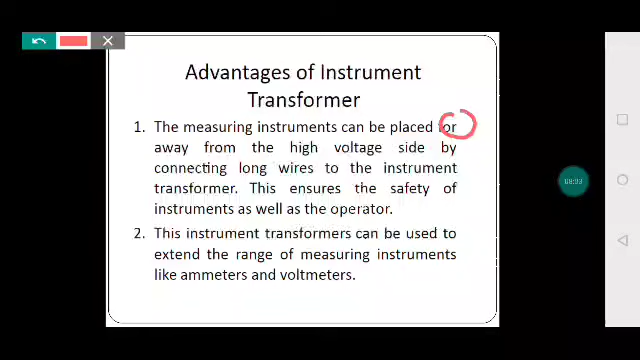 Advantages of Instrument
Transformer
1. The measuring instruments can be placed for
away from the high voltage side by
connecting long wires to the instrument
transformer. This ensures the safety of
instruments as well as the operator.
2. This instrument transformers can be used to
extend the range of measuring instruments
like ammeters and voltmeters.